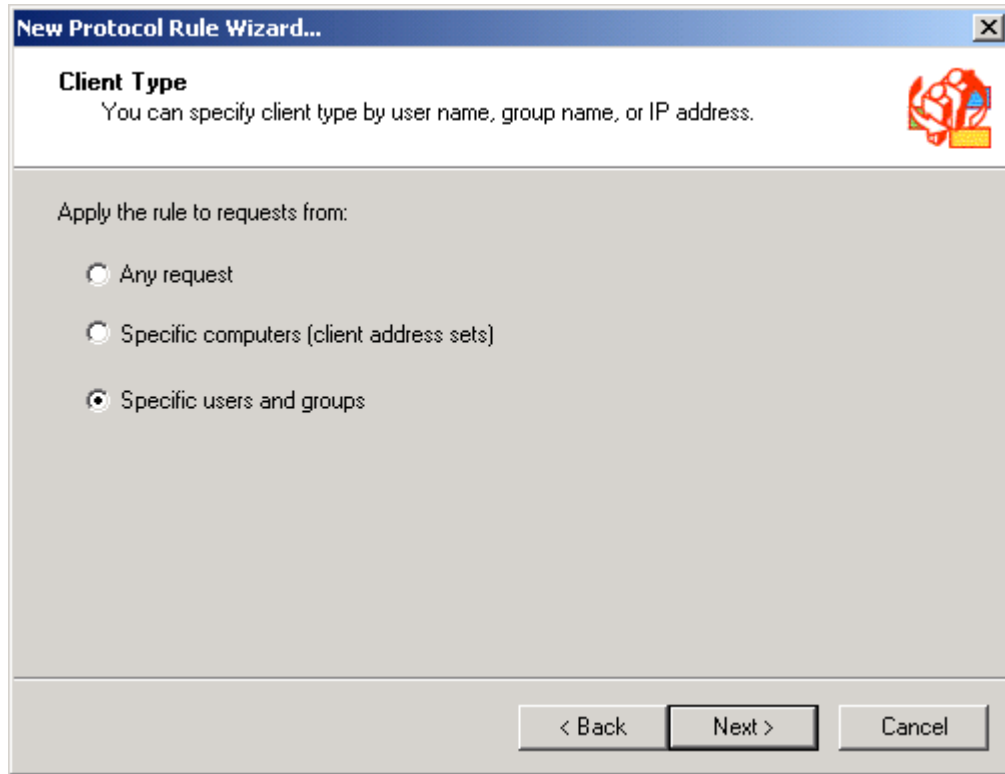 New Protocol Rule Wizard...
Client Type
You can specify client type by user name, group name, or IP address.
Apply the rule to requests from:
Any request
Specific computers (client address sets)
Specific users and groups
< Back Next > Cancel